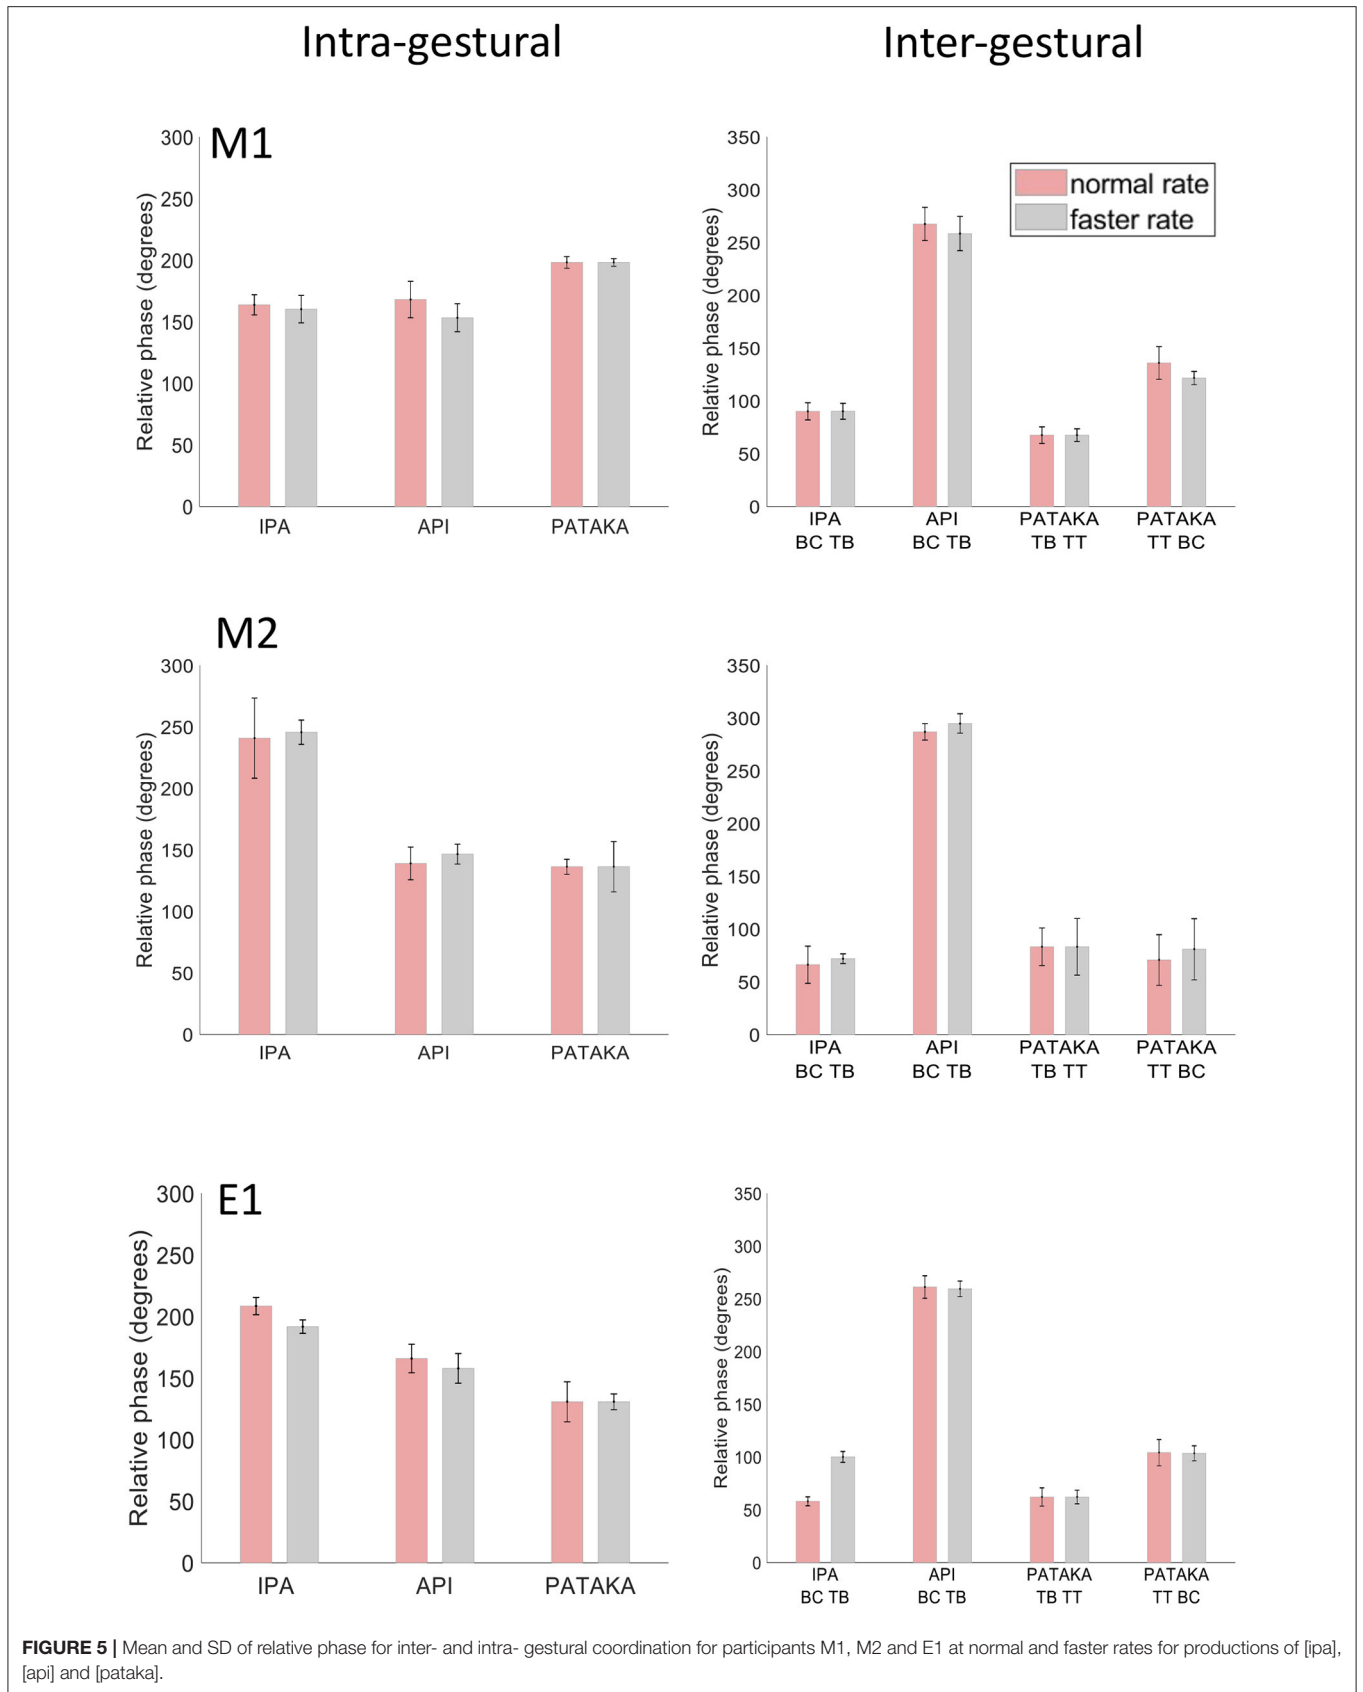 Intra-gestural
Inter-gestural
M1
Relative phase (degrees)
300
250
200
150
100
50
0
IPA
API
PATAKA
Relative phase (degrees)
350
300
250
200
150
100
50
0
normal rate
faster rate
IPA API PATAKA PATAKA
BC TB BC TB TB TT TT BC
M2
Relative phase (degrees)
300
250
200
150
100
50
0
IPA
API
PATAKA
Relative phase (degrees)
350
300
250
200
150
100
50
0
IPA API PATAKA PATAKA
BC TB BC TB TB TT TT BC
E1
Relative phase (degrees)
300
250
200
150
100
50
0
IPA
API
PATAKA
Relative phase (degrees)
350
300
250
200
150
100
50
0
IPA API PATAKA PATAKA
BC TB BC TB TB TT TT BC
FIGURE 5 | Mean and SD of relative phase for inter- and intra- gestural coordination for participants M1, M2 and E1 at normal and faster rates for productions of [ipa],
[api] and [pataka].